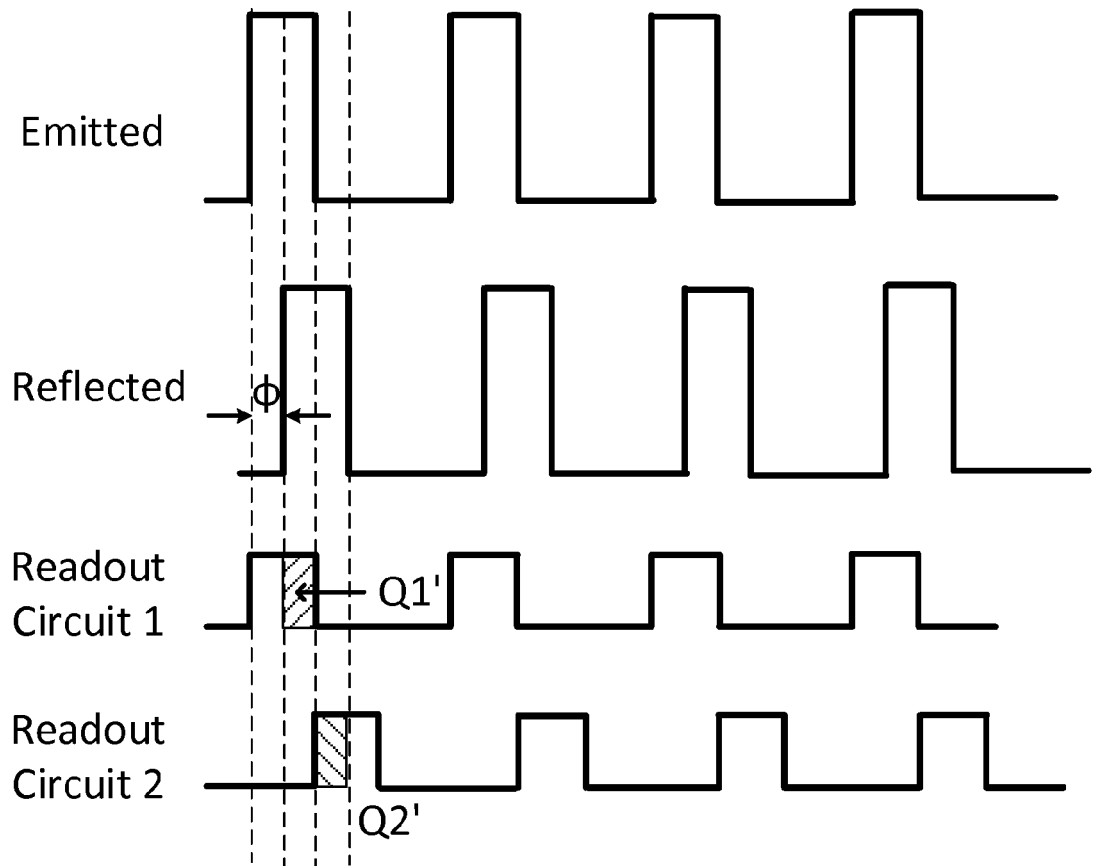 Emitted
Reflected
ϕ
Readout
Circuit 1
Q1'
Readout
Circuit 2
Q2'